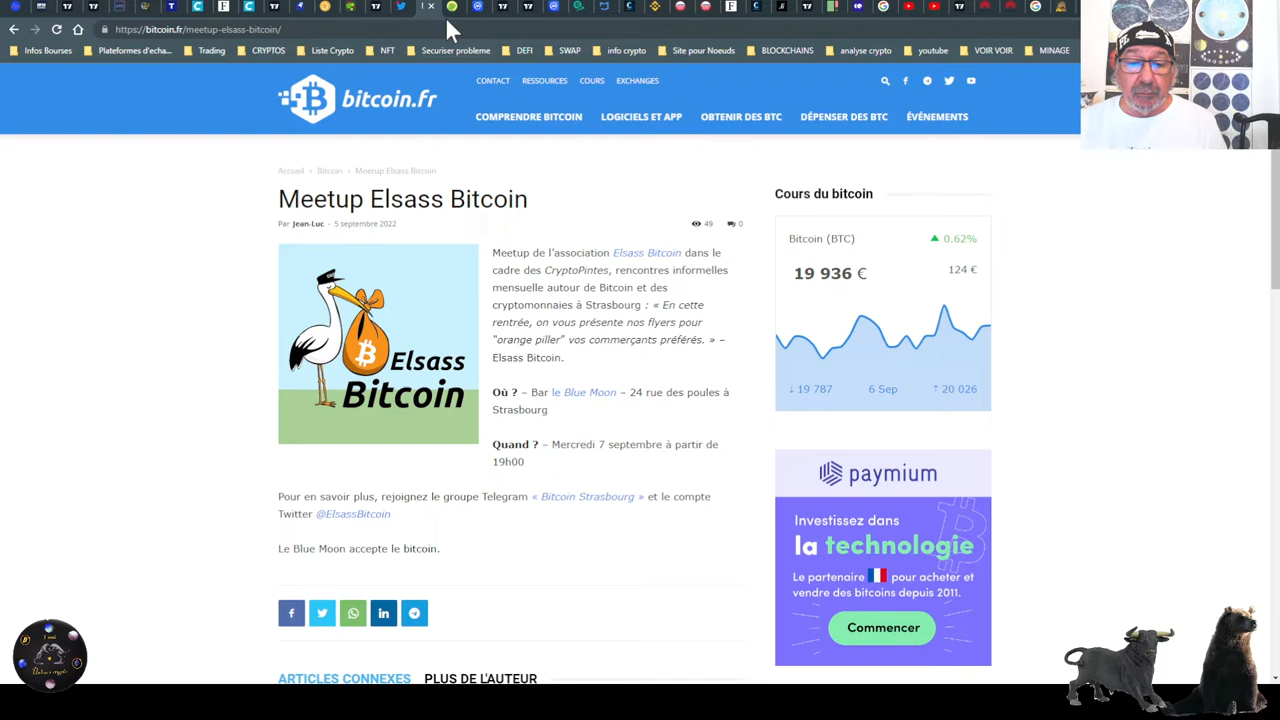 https://bitcoin.fr/meetup-elsass-bitcoin/
Infos Bourses
Plateformes d'echa...
Trading
CRYPTOS
Liste Crypto
NFT
Securiser probleme
DEFI
SWAP
info crypto
Site pour Noeuds
BLOCKCHAINS
analyse crypto
youtube
VOIR VOIR
MINAGE
CONTACT RESSOURCES COURS EXCHANGES
bitcoin.fr
COMPRENDRE BITCOIN LOGICIELS ET APP OBTENIR DES BTC DÉPENSER DES BTC ÉVÉNEMENTS
Accueil › Bitcoin › Meetup Elsass Bitcoin
Meetup Elsass Bitcoin
Par Jean-Luc - 5 septembre 2022
49
0
Elsass
Bitcoin
Meetup de l'association Elsass Bitcoin dans le
cadre des CryptoPintes, rencontres informelles
mensuelle autour de Bitcoin et des
cryptomonnaies à Strasbourg : « En cette
rentrée, on vous présente nos flyers pour
"orange piller" vos commerçants préférés. » –
Elsass Bitcoin.
Où ? – Bar le Blue Moon – 24 rue des poules à
Strasbourg
Quand ? – Mercredi 7 septembre à partir de
19h00
Pour en savoir plus, rejoignez le groupe Telegram « Bitcoin Strasbourg » et le compte
Twitter @ElsassBitcoin
Le Blue Moon accepte le bitcoin.
ARTICLES CONNEXES PLUS DE L'AUTEUR
Cours du bitcoin
Bitcoin (BTC)
0.62%
19 936 €
124 €
↓ 19 787 6 Sep ↑ 20 026
paymium
Investissez dans
la technologie
Le partenaire pour acheter et
vendre des bitcoins depuis 2011.
Commencer